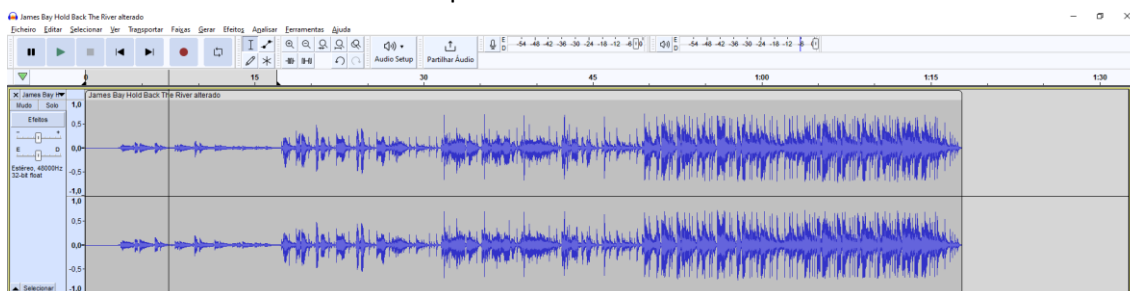 James Bay Hold Back The River alterado
Ficheiro Editar Selecionar Ver Transportar Faixas Gerar Efeitos Analisar Ferramentas Ajuda
E D -54 -48 -42 -36 -30 -24 -18 -12 -6 0
E D -54 -48 -42 -36 -30 -24 -18 -12 -6 0
Audio Setup Partilhar Áudio
0 15 30 45 1:00 1:15 1:30
James Bay H James Bay Hold Back The River alterado
Mudo Solo
Efeitos
- +
E D
Estéreo, 48000Hz
32-bit float
Selecionar
1,0
0,5
0,0
-0,5
-1,0
1,0
0,5
0,0
-0,5
-1,0